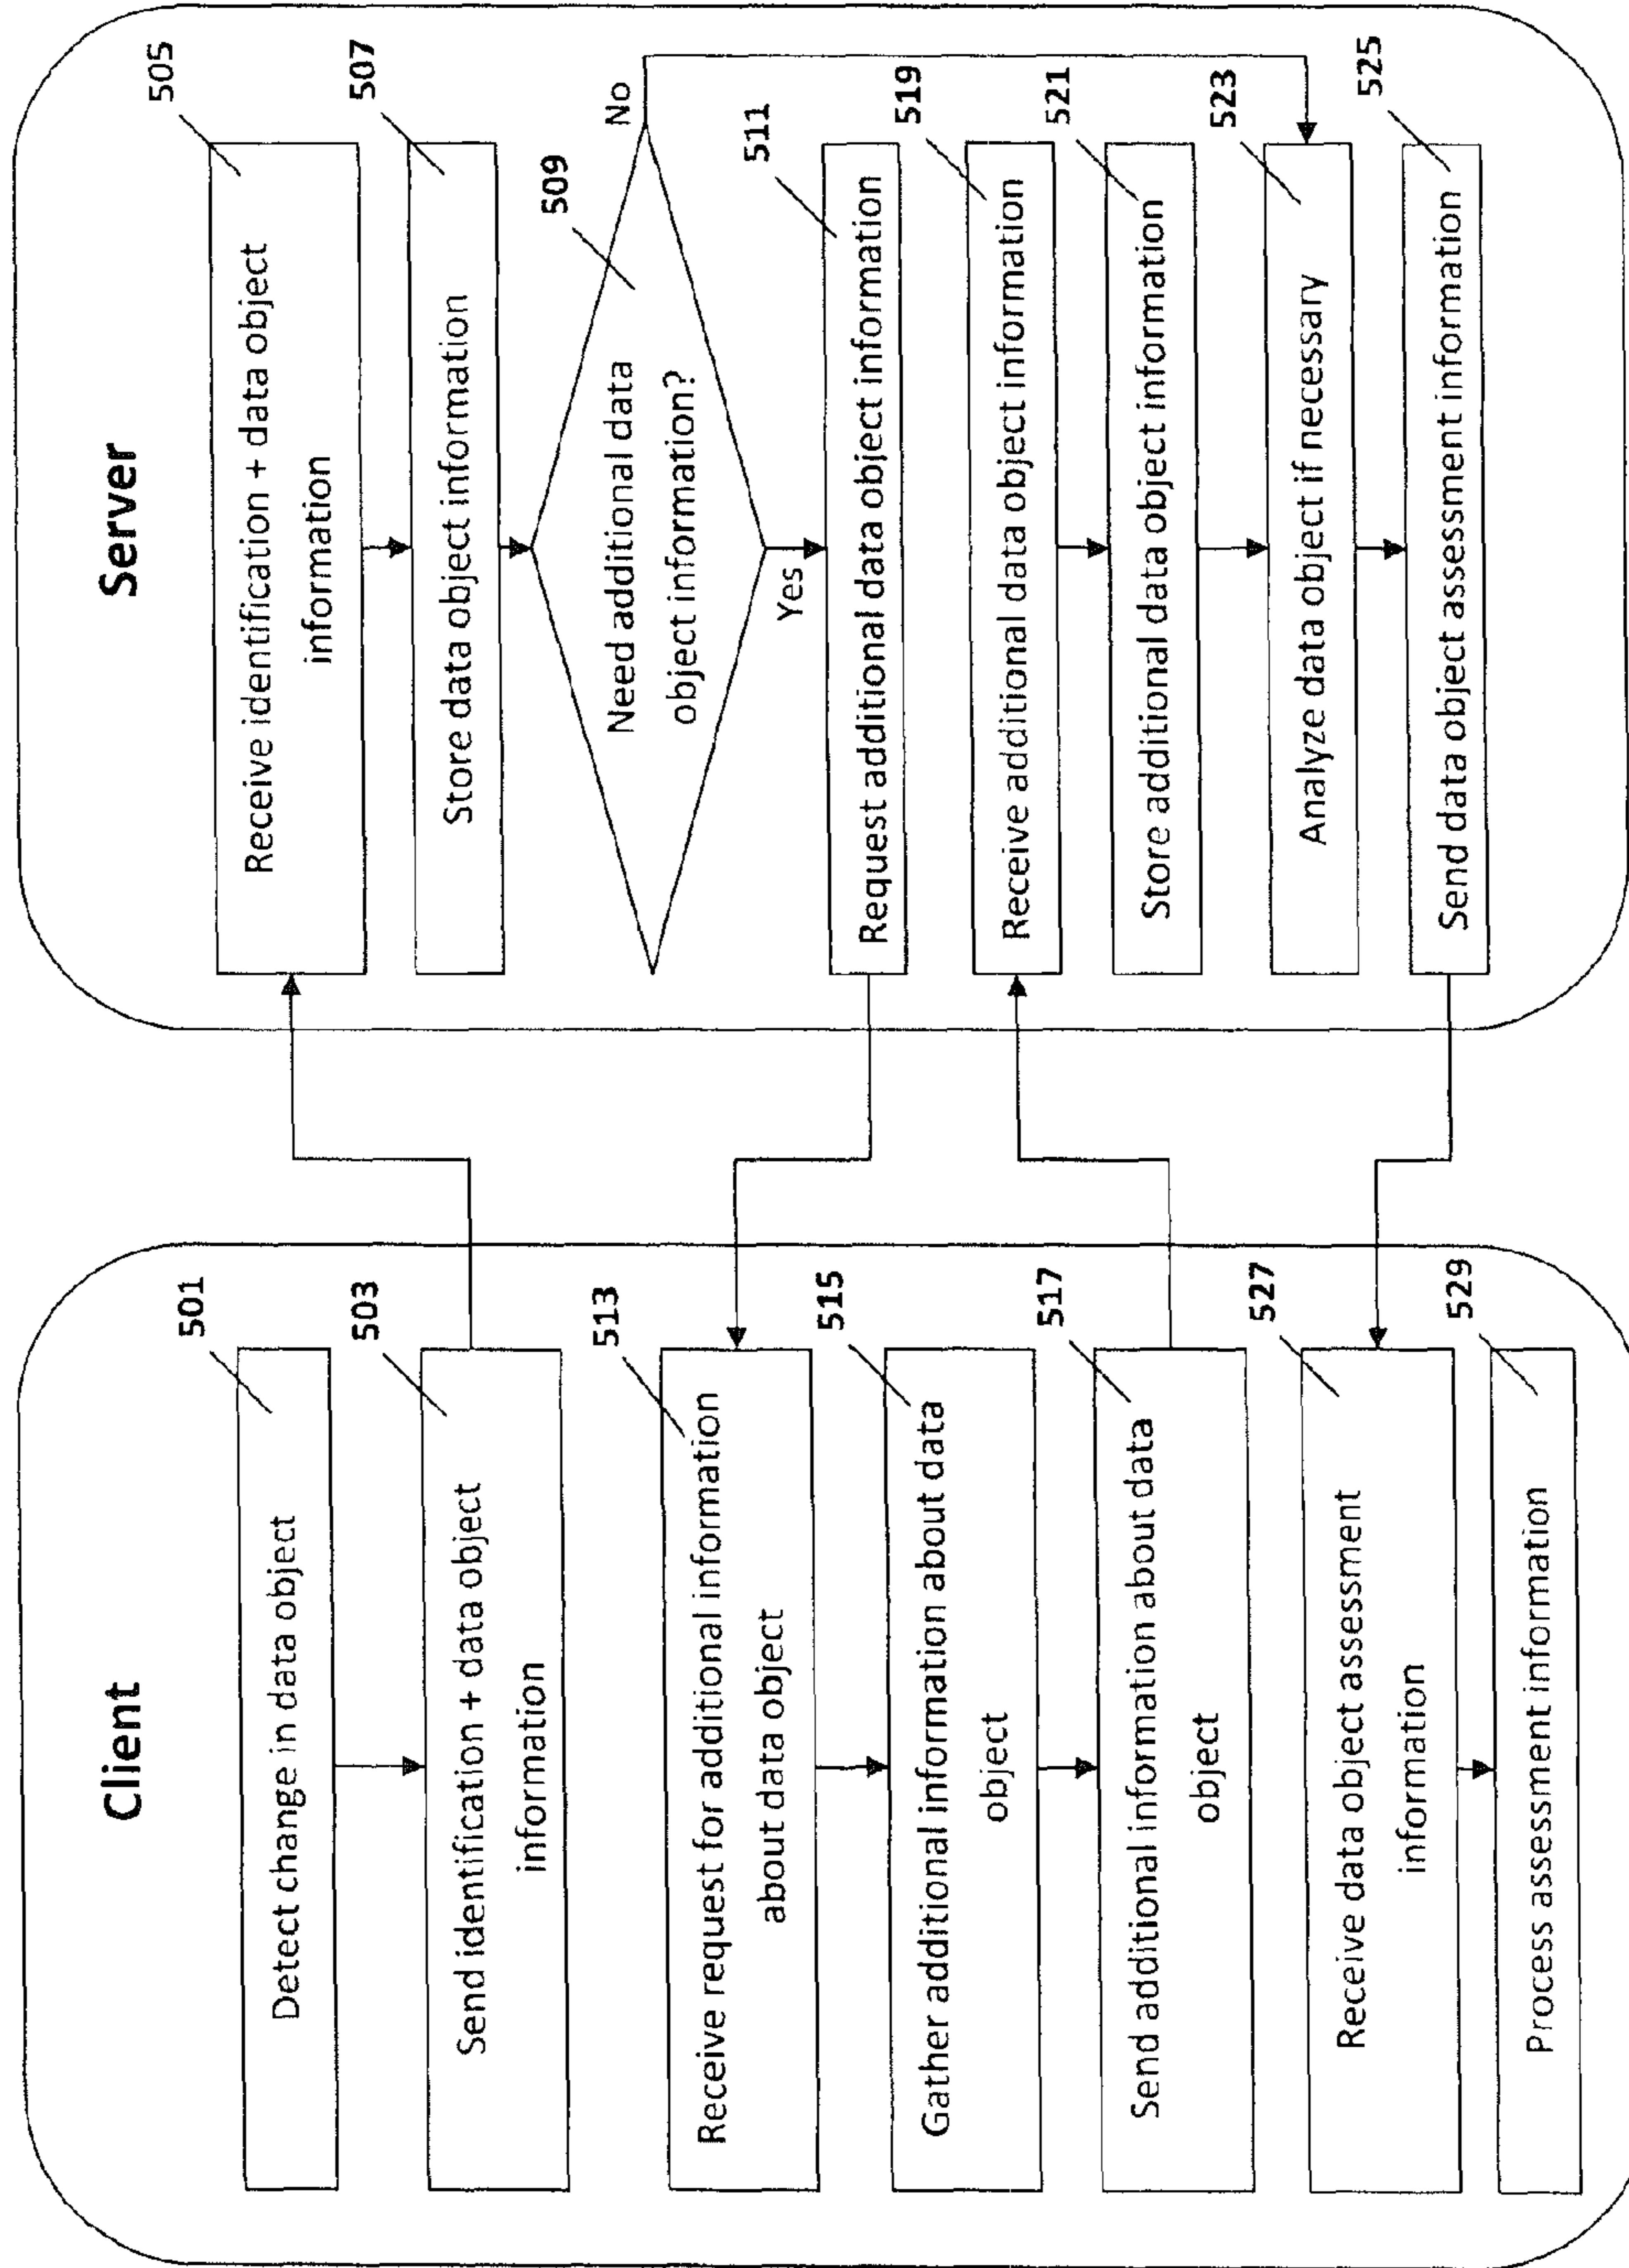 Client
501
Detect change in data object
503
Send identification + data object
information
513
Receive request for additional information
about data object
515
Gather additional information about data
object
517
Send additional information about data
object
527
Receive data object assessment
information
529
Process assessment information
Server
505
Receive identification + data object
information
507
Store data object information
509
Need additional data
object information?
No
Yes
511
Request additional data object information
519
Receive additional data object information
521
Store additional data object information
523
Analyze data object if necessary
525
Send data object assessment information